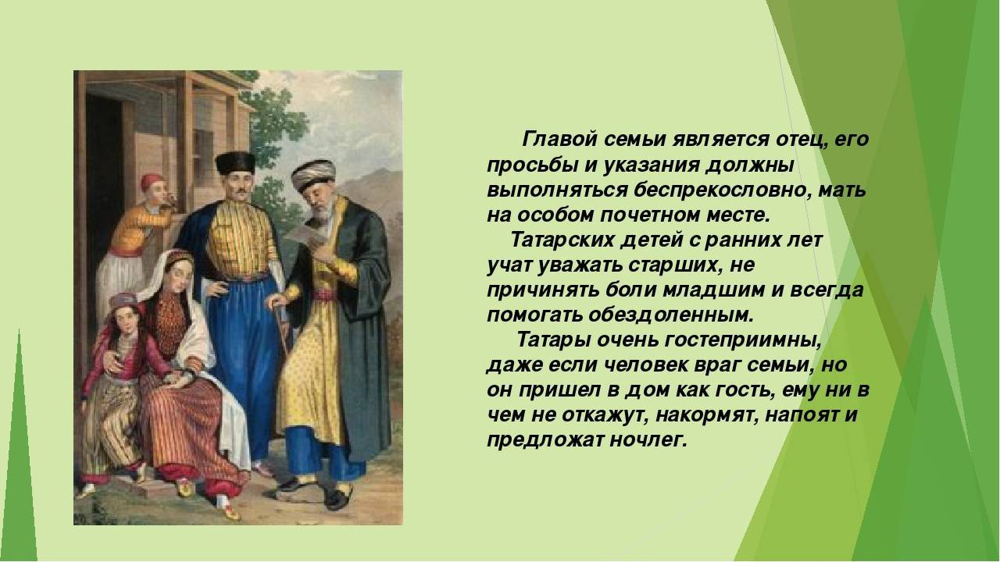 Главой семьи является отец, его
просьбы и указания должны
выполняться беспрекословно, мать
на особом почетном месте.
Татарских детей с ранних лет
учат уважать старших, не
причинять боли младшим и всегда
помогать обездоленным.
Татары очень гостеприимны,
даже если человек враг семьи, но
он пришел в дом как гость, ему ни в
чем не откажут, накормят, напоят и
предложат ночлег.